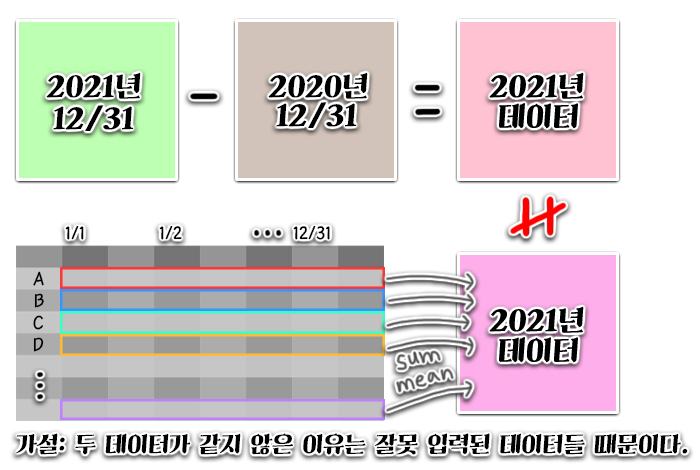 2021년
12/31
-
2020년
12/31
=
2021년
데이터
≠
1/1 1/2 ••• 12/31
A
B
C
D
sum
mean
2021년
데이터
가설: 두 데이터가 같지 않은 이유는 잘못 입력된 데이터들 때문이다.